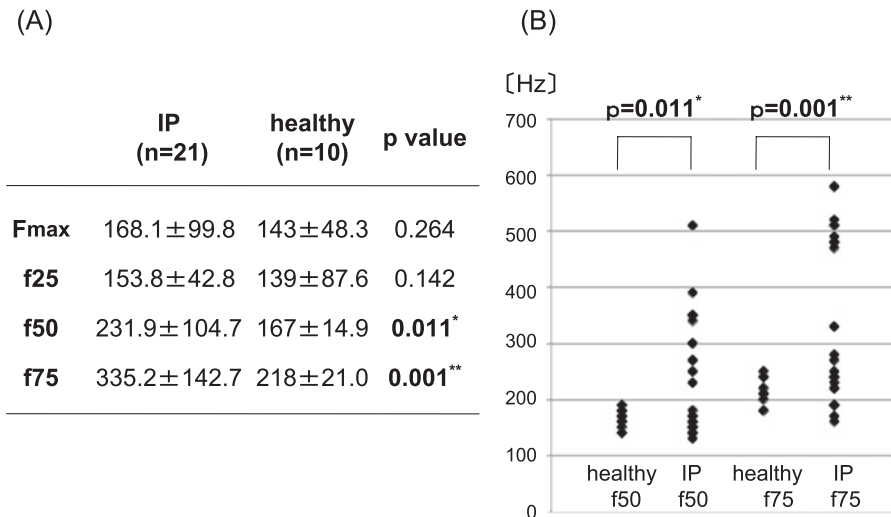 (A)
IP healthy p value
(n=21) (n=10)
Fmax 168.1±99.8 143±48.3 0.264
f25 153.8±42.8 139±87.6 0.142
f50 231.9±104.7 167±14.9 0.011*
f75 335.2±142.7 218±21.0 0.001**
(B)
〔Hz〕
p=0.011* p=0.001**
700
600
500
400
300
200
100
0
healthy IP healthy IP
f50 f50 f75 f75